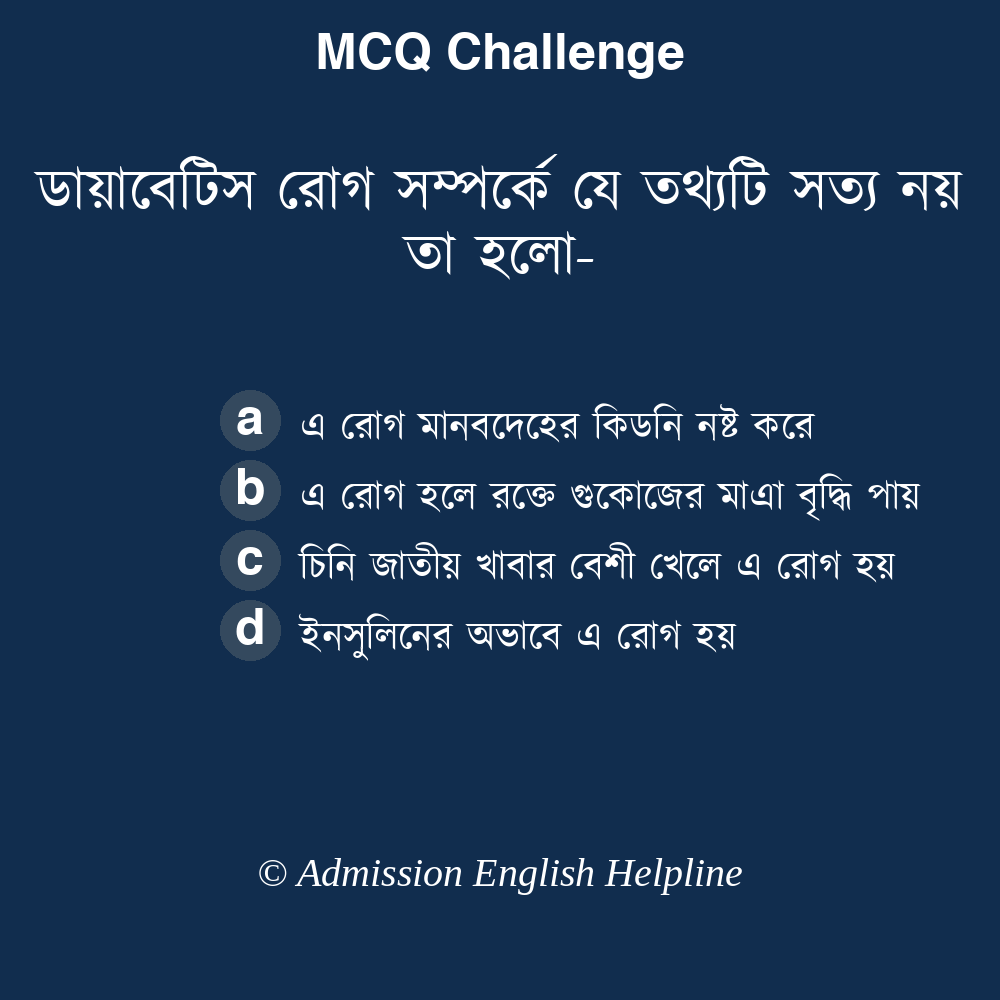 MCQ Challenge
ডায়াবেটিস রোগ সম্পর্কে যে তথ্যটি সত্য নয়
তা হলো-
a এ রোগ মানবদেহের কিডনি নষ্ট করে
b এ রোগ হলে রক্তে গুকোজের মাএা বৃদ্ধি পায়
c চিনি জাতীয় খাবার বেশী খেলে এ রোগ হয়
d ইনসুলিনের অভাবে এ রোগ হয়
© Admission English Helpline